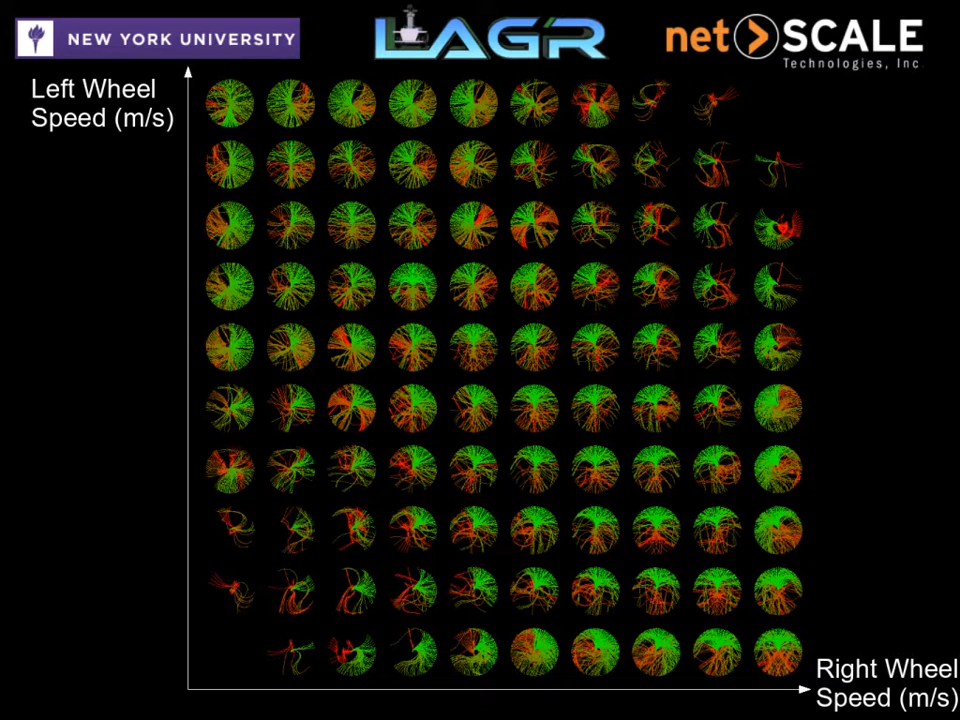 NEW YORK UNIVERSITY
LAGR
net SCALE
Technologies, Inc.
Left Wheel
Speed (m/s)
Right Wheel
Speed (m/s)